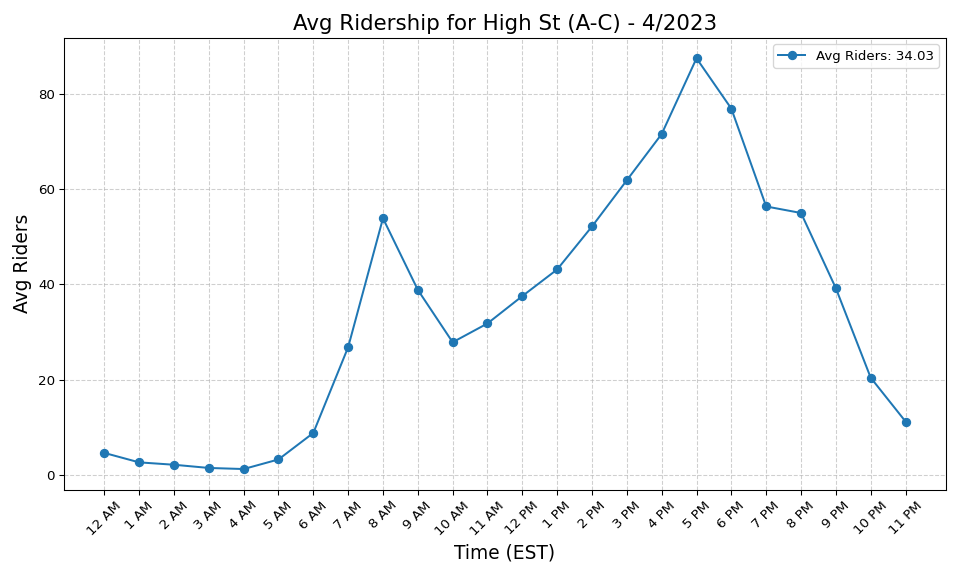 Avg Ridership for High St (A-C) - 4/2023
Avg Riders: 34.03
Avg Riders
80
60
40
20
0
12 AM
1 AM
2 AM
3 AM
4 AM
5 AM
6 AM
7 AM
8 AM
9 AM
10 AM
11 AM
12 PM
1 PM
2 PM
3 PM
4 PM
5 PM
6 PM
7 PM
8 PM
9 PM
10 PM
11 PM
Time (EST)